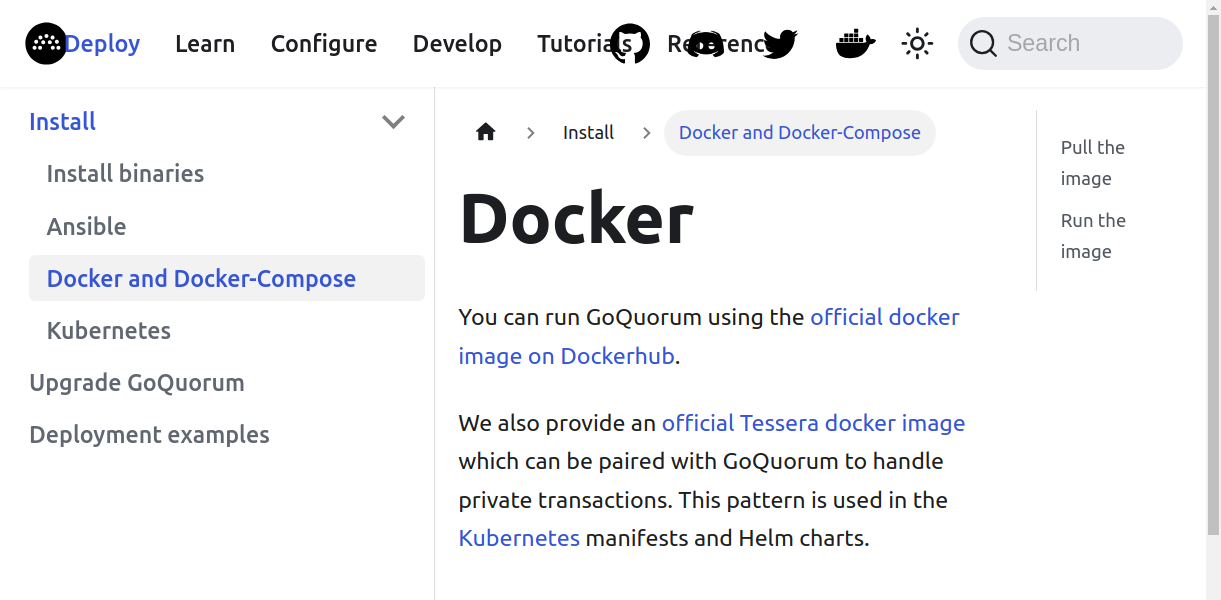 Deploy Learn Configure Develop Tutorials Reference Search
Install
Install binaries
Ansible
Docker and Docker-Compose
Kubernetes
Upgrade GoQuorum
Deployment examples
Install Docker and Docker-Compose
Docker
You can run GoQuorum using the official docker
image on Dockerhub.
We also provide an official Tessera docker image
which can be paired with GoQuorum to handle
private transactions. This pattern is used in the
Kubernetes manifests and Helm charts.
Pull the
image
Run the
image